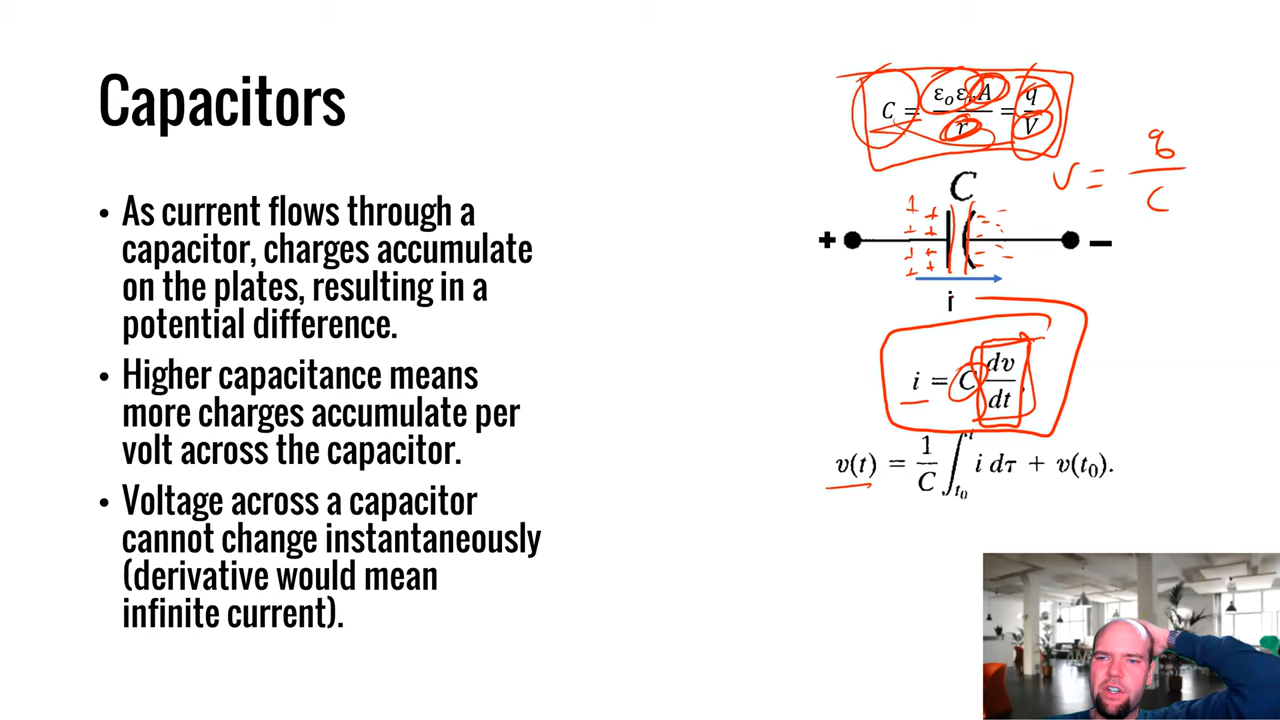 Capacitors
• As current flows through a
capacitor, charges accumulate
on the plates, resulting in a
potential difference.
• Higher capacitance means
more charges accumulate per
volt across the capacitor.
• Voltage across a capacitor
cannot change instantaneously
(derivative would mean
infinite current).
C = ε₀εᵣA / r = q / V
V = q / C
C
+ −
i
i = C dv/dt
v(t) = 1/C ∫ₜ₀ᵗ i dτ + v(t₀).